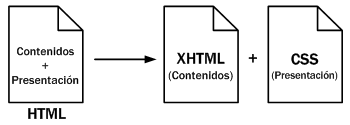 Contenidos
+
Presentación
HTML
XHTML
(Contenidos)
+
CSS
(Presentación)